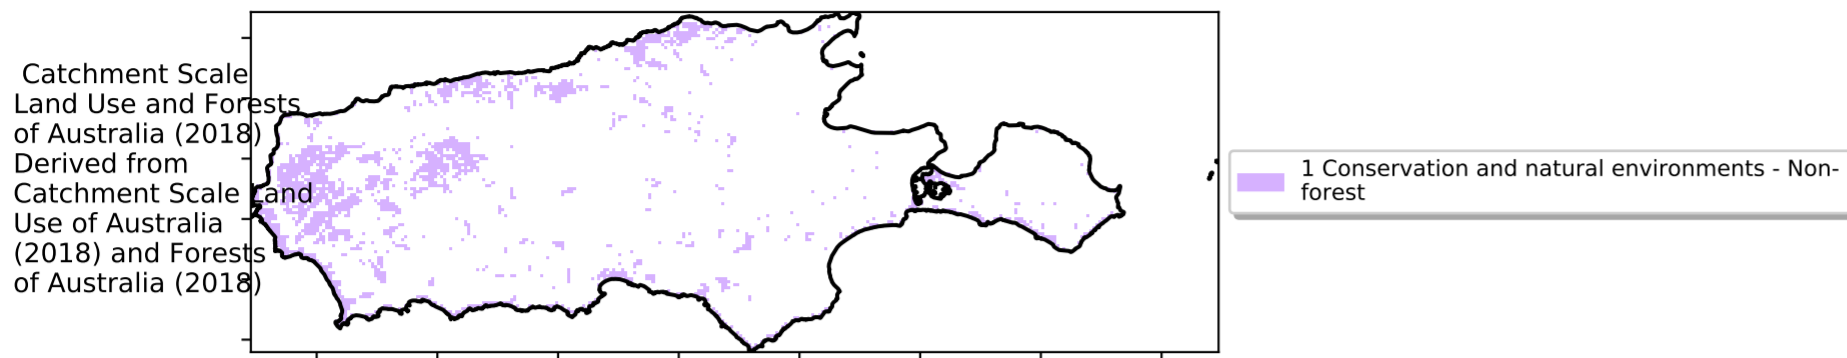 Catchment Scale
Land Use and Forests
of Australia (2018)
Derived from
Catchment Scale Land
Use of Australia
(2018) and Forests
of Australia (2018)
1 Conservation and natural environments - Non-
forest